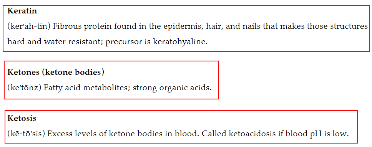 Keratin
(ker'ah-tin) Fibrous protein found in the epidermis, hair, and nails that makes those structures
hard and water resistant; precursor is keratohyaline.
Ketones (ketone bodies)
(ke'tōnz) Fatty acid metabolites; strong organic acids.
Ketosis
(kē-tō'sis) Excess levels of ketone bodies in blood. Called ketoacidosis if blood pH is low.